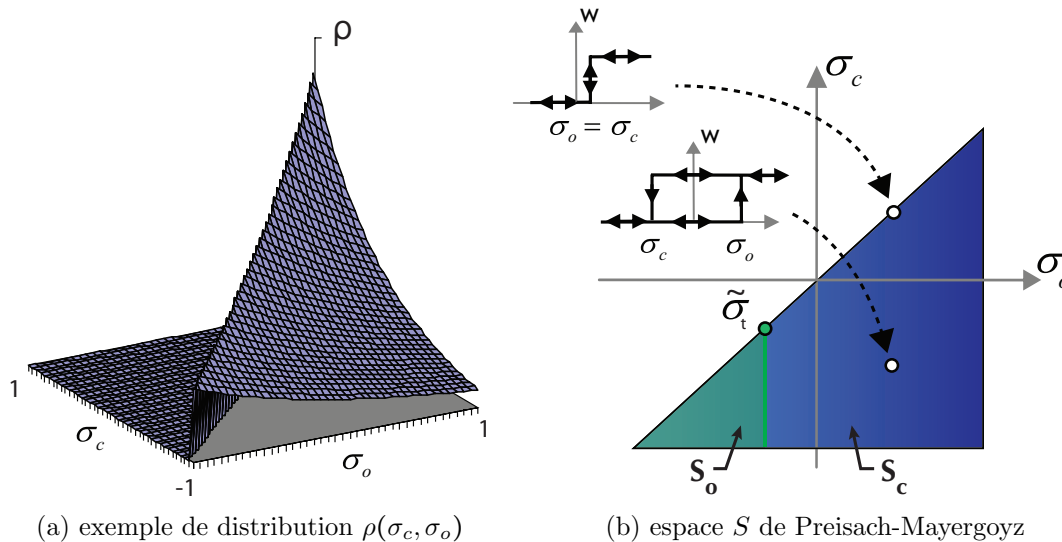 ρ
1
σc
-1
σo
1
w
σo = σc
w
σc
σo
σc
σo
σ̃t
So
Sc
(a) exemple de distribution ρ(σc, σo)
(b) espace S de Preisach-Mayergoyz